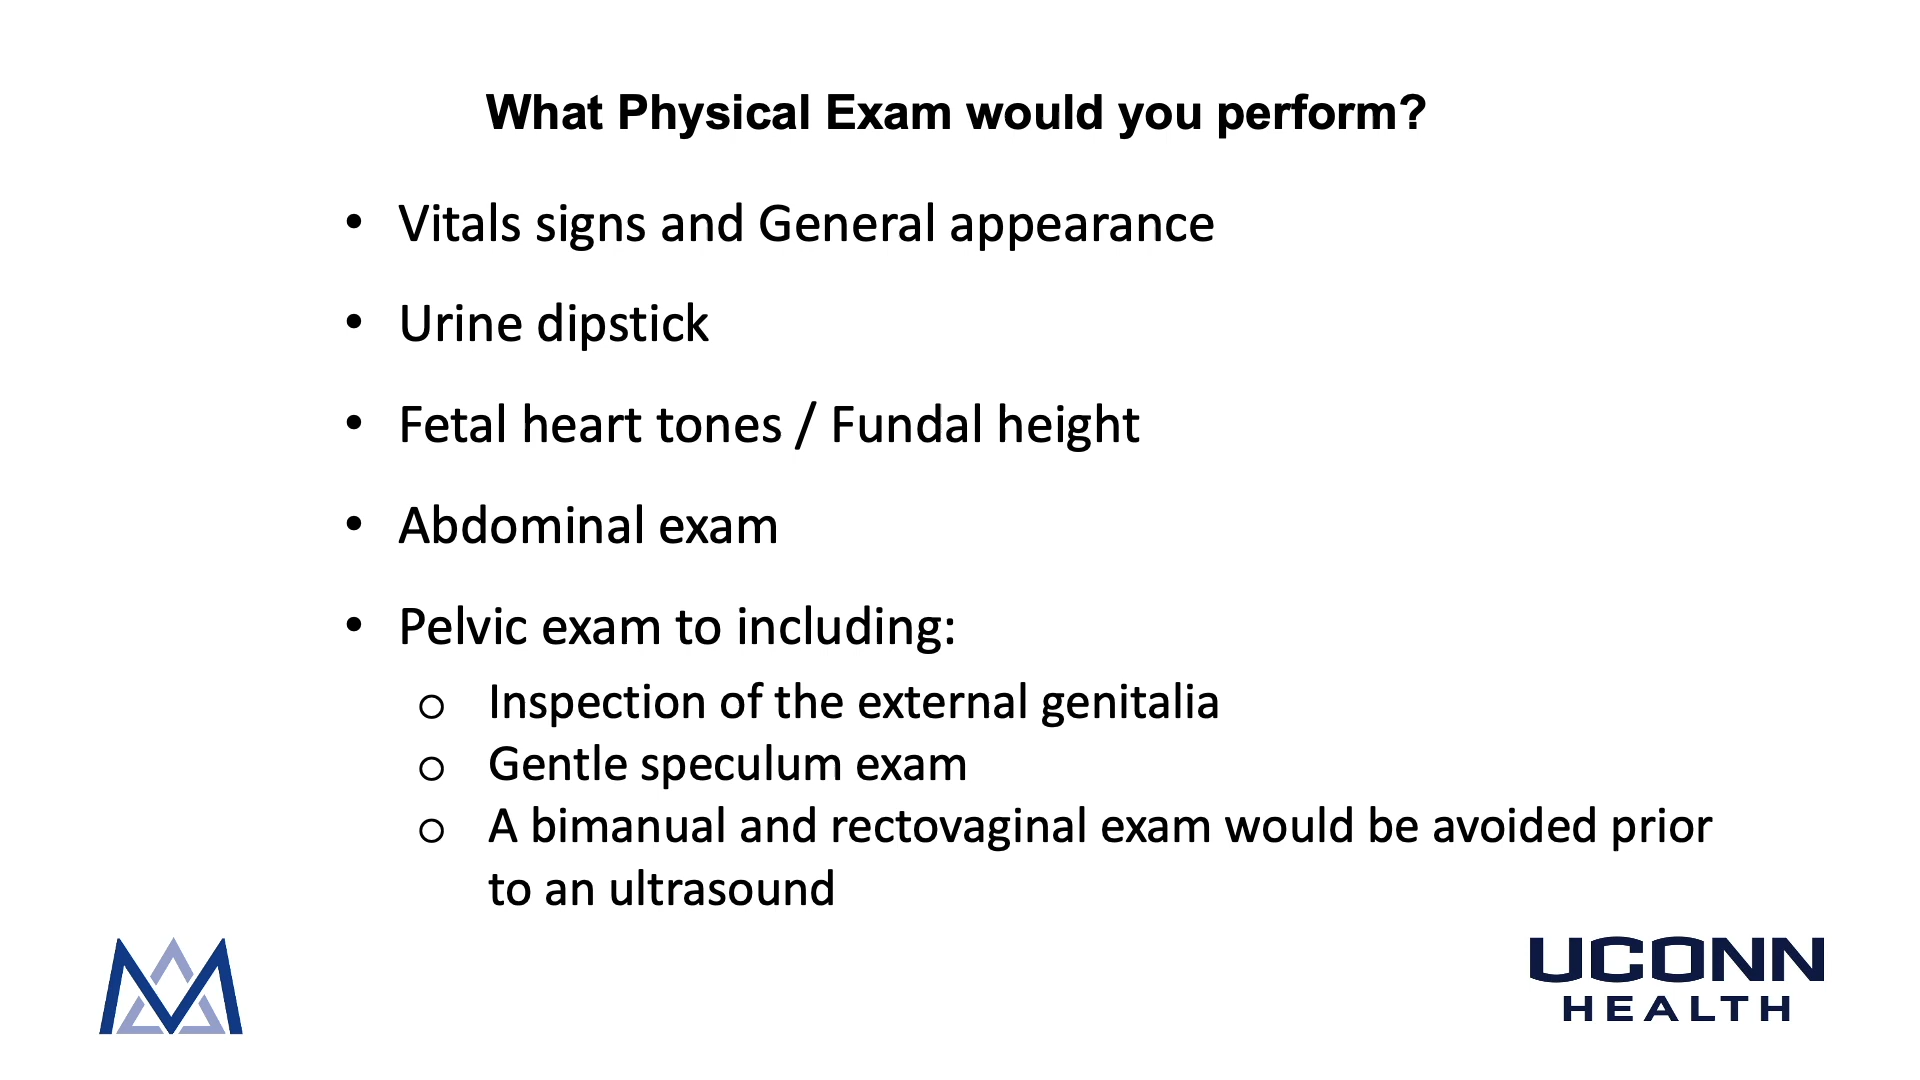 What Physical Exam would you perform?
• Vitals signs and General appearance
• Urine dipstick
• Fetal heart tones / Fundal height
• Abdominal exam
• Pelvic exam to including:
o Inspection of the external genitalia
o Gentle speculum exam
o A bimanual and rectovaginal exam would be avoided prior
to an ultrasound
UCONN
HEALTH